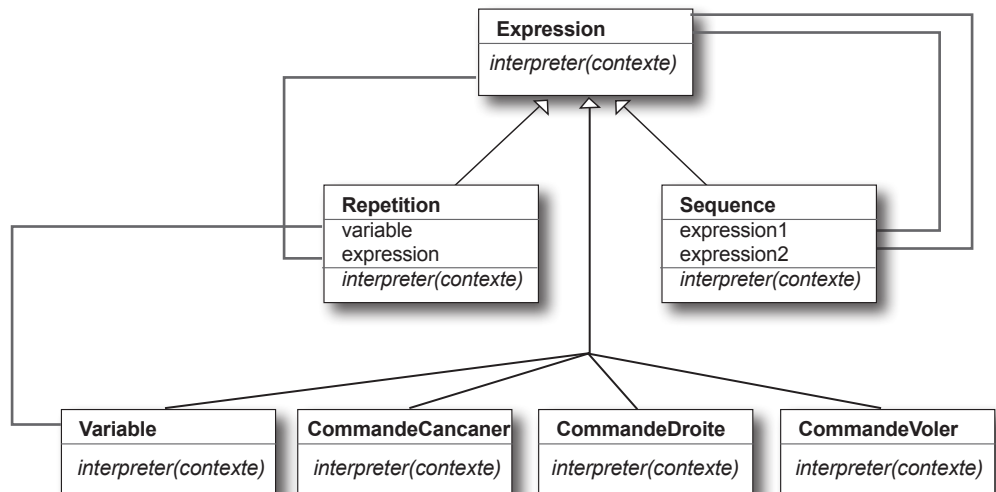 Expression
interpreter(contexte)
Repetition
variable
expression
interpreter(contexte)
Sequence
expression1
expression2
interpreter(contexte)
Variable
interpreter(contexte)
CommandeCancaner
interpreter(contexte)
CommandeDroite
interpreter(contexte)
CommandeVoler
interpreter(contexte)